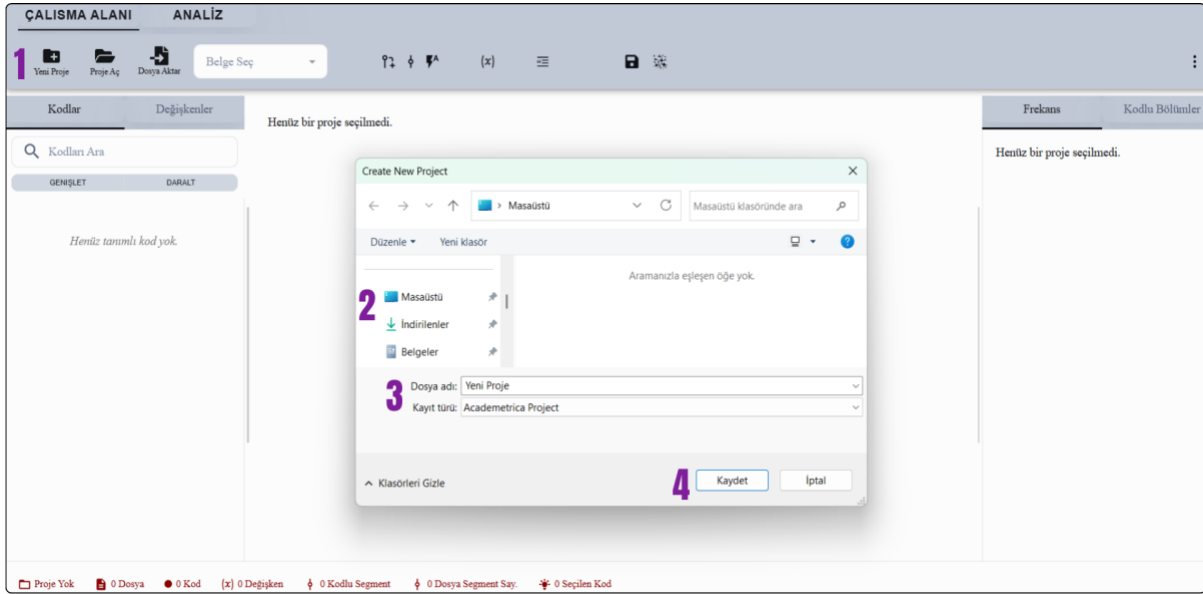 ÇALISMA ALANI ANALİZ
1 Yeni Proje Proje Aç Dosya Aktar Belge Seç (x)
Kodlar Değişkenler
Henüz bir proje seçilmedi.
Frekans Kodlu Bölümler
Kodları Ara
Henüz bir proje seçilmedi.
GENIŞLET DARALT
Henüz tanımlı kod yok.
Create New Project
Masaüstü
Masaüstü klasöründe ara
Düzenle Yeni klasör
Aramanızla eşleşen öğe yok.
2 Masaüstü
İndirilenler
Belgeler
3 Dosya adı: Yeni Proje
Kayıt türü: Academetrica Project
Klasörleri Gizle
4 Kaydet İptal
Proje Yok 0 Dosya 0 Kod (x) 0 Değişken 0 Kodlu Segment 0 Dosya Segment Say. 0 Seçilen Kod